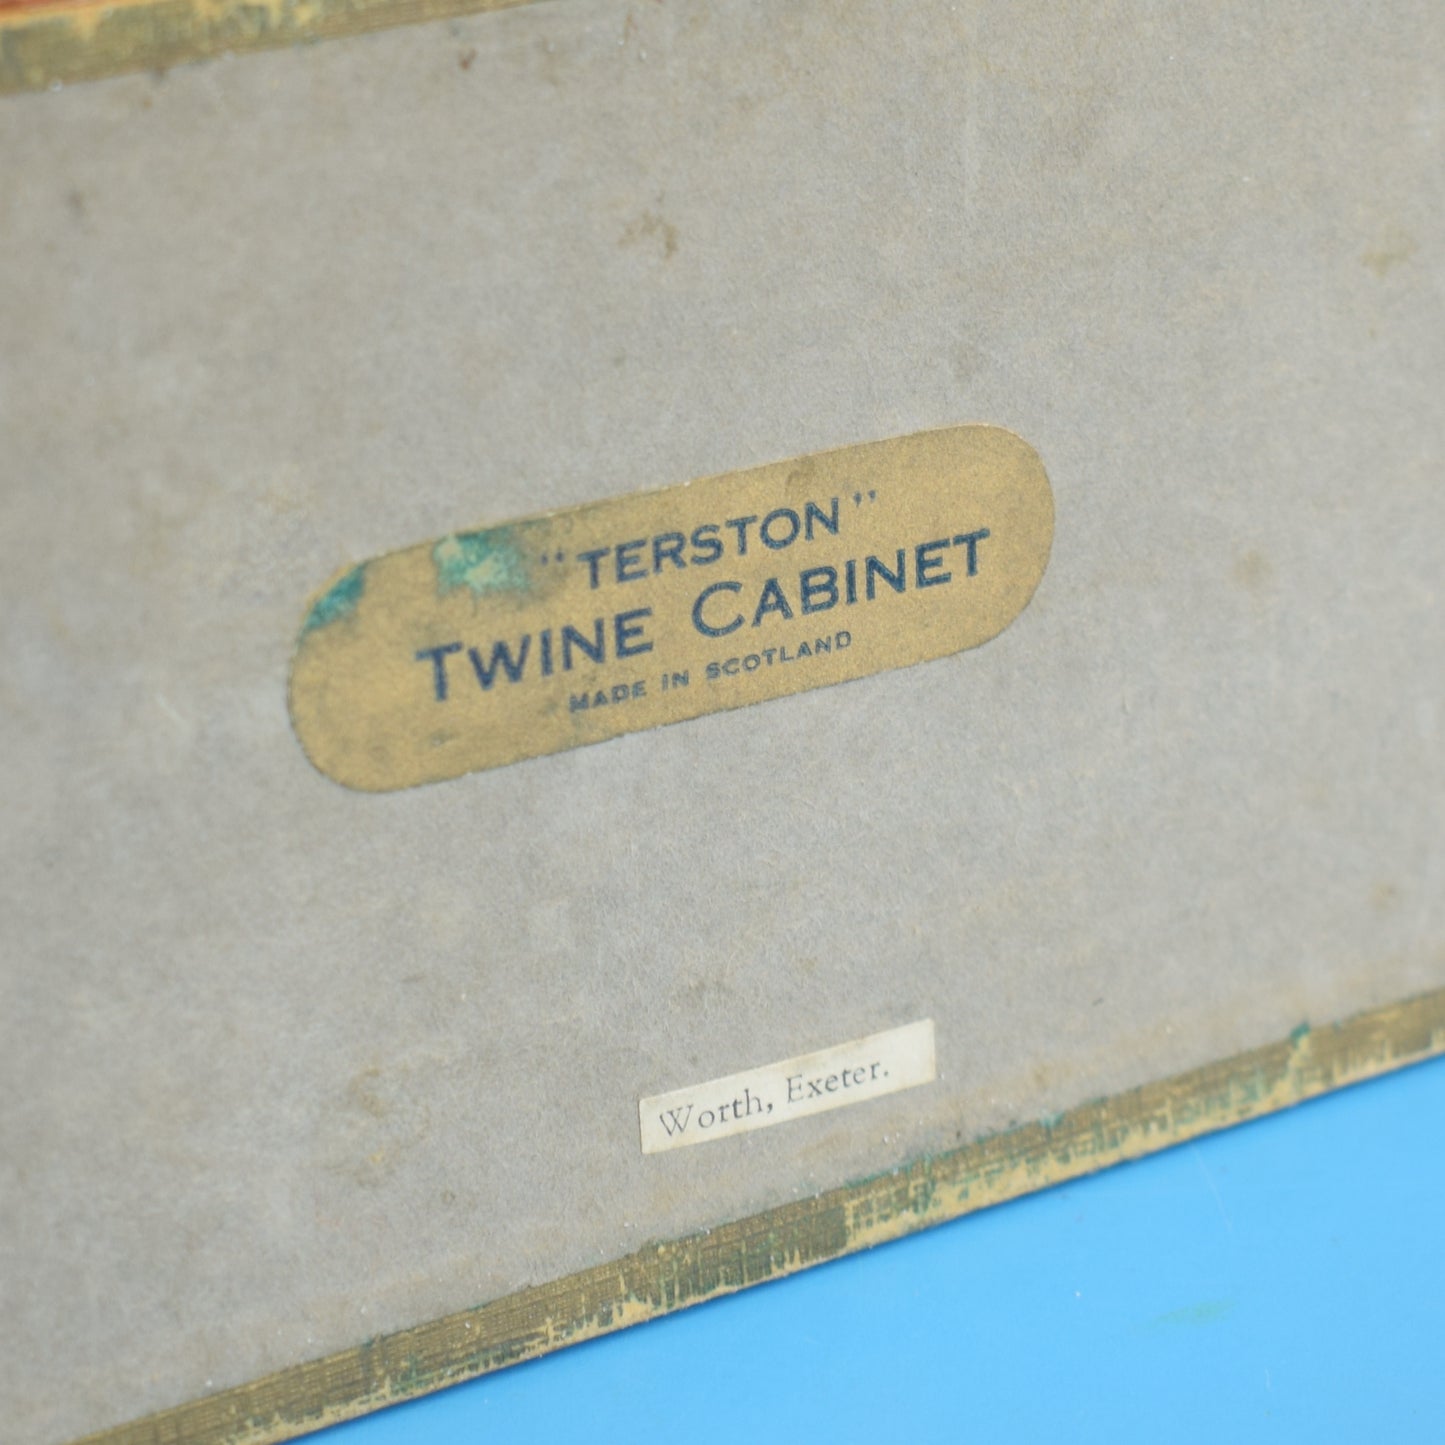 "TERSTON"
TWINE CABINET
MADE IN SCOTLAND
Worth, Exeter.